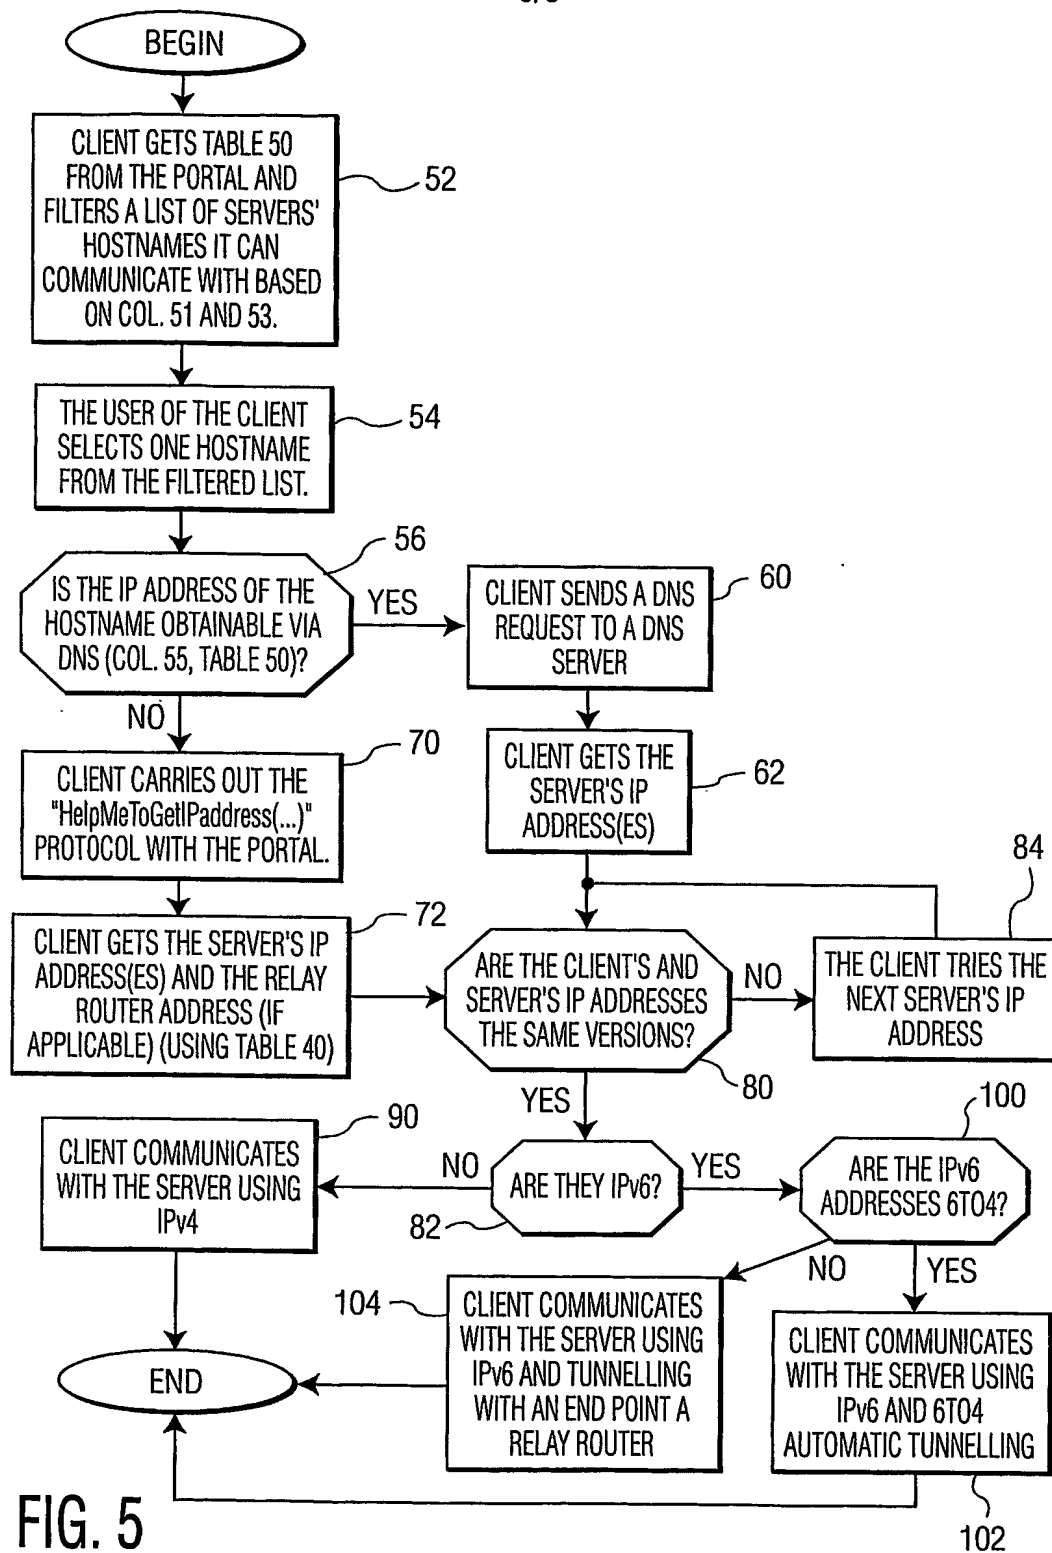 BEGIN
CLIENT GETS TABLE 50
FROM THE PORTAL AND
FILTERS A LIST OF SERVERS'
HOSTNAMES IT CAN
COMMUNICATE WITH BASED
ON COL. 51 AND 53.
52
THE USER OF THE CLIENT
SELECTS ONE HOSTNAME
FROM THE FILTERED LIST.
54
IS THE IP ADDRESS OF THE
HOSTNAME OBTAINABLE VIA
DNS (COL. 55, TABLE 50)?
56
YES
NO
CLIENT SENDS A DNS
REQUEST TO A DNS
SERVER
60
CLIENT GETS THE
SERVER'S IP
ADDRESS(ES)
62
CLIENT CARRIES OUT THE
"HelpMeToGetIPaddress(...)"
PROTOCOL WITH THE PORTAL.
70
CLIENT GETS THE SERVER'S IP
ADDRESS(ES) AND THE RELAY
ROUTER ADDRESS (IF
APPLICABLE) (USING TABLE 40)
72
ARE THE CLIENT'S AND
SERVER'S IP ADDRESSES
THE SAME VERSIONS?
80
NO
YES
THE CLIENT TRIES THE
NEXT SERVER'S IP
ADDRESS
84
ARE THEY IPv6?
82
NO
YES
CLIENT COMMUNICATES
WITH THE SERVER USING
IPv4
90
ARE THE IPv6
ADDRESSES 6TO4?
100
NO
YES
CLIENT COMMUNICATES
WITH THE SERVER USING
IPv6 AND TUNNELLING
WITH AN END POINT A
RELAY ROUTER
104
CLIENT COMMUNICATES
WITH THE SERVER USING
IPv6 AND 6TO4
AUTOMATIC TUNNELLING
102
END
FIG. 5